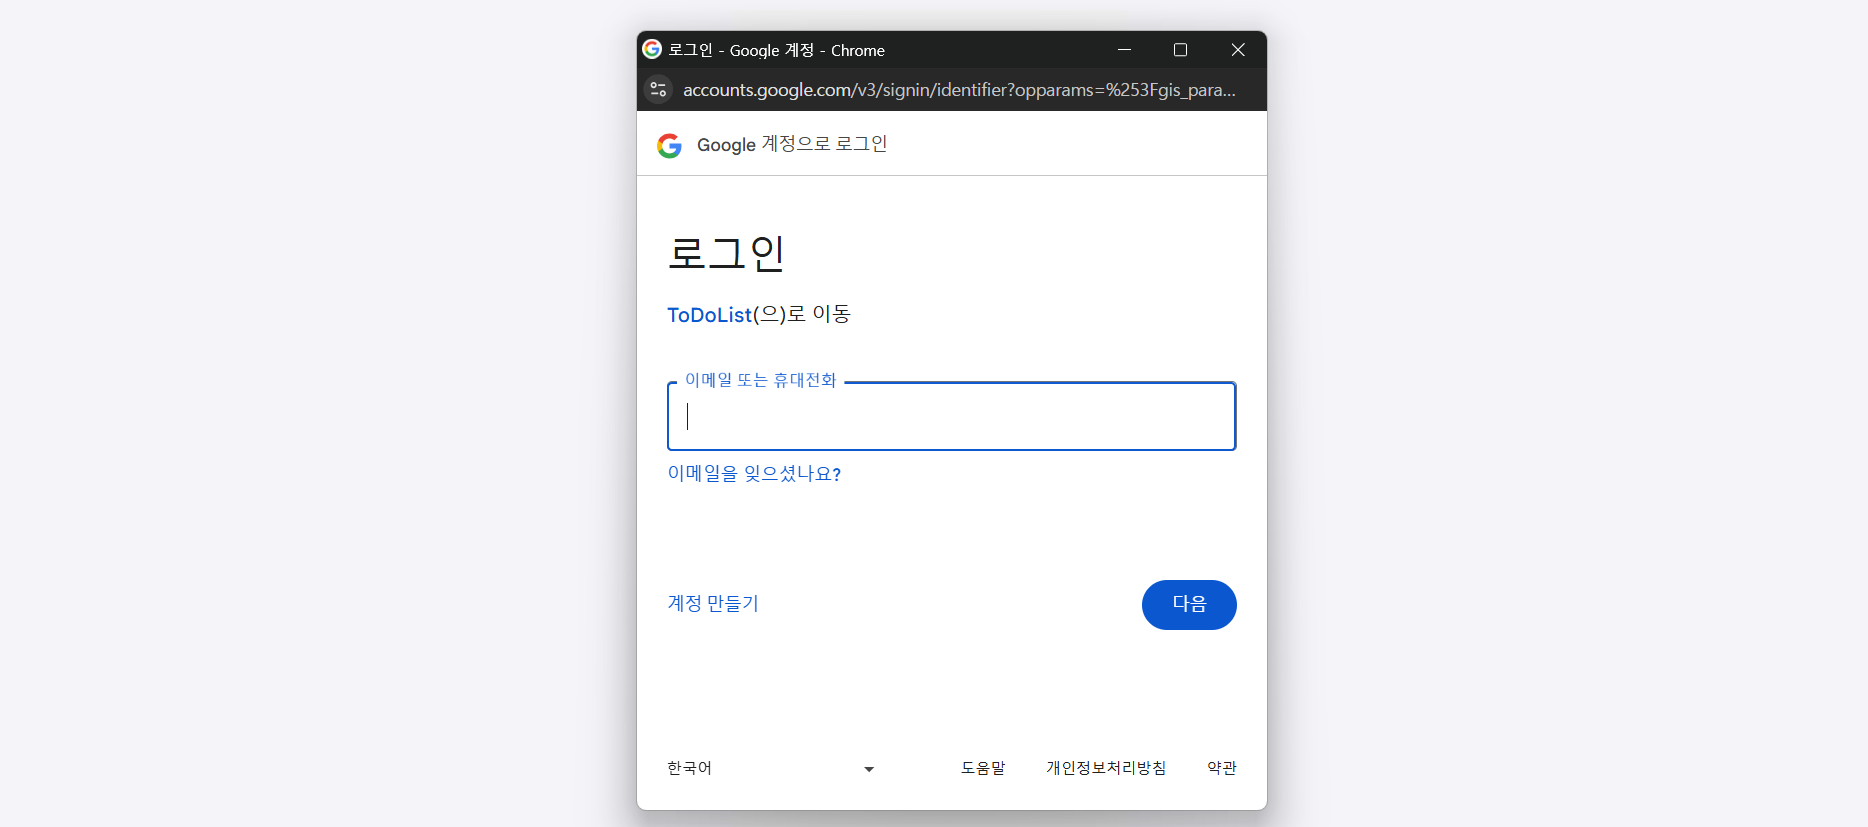 로그인 - Google 계정 - Chrome
accounts.google.com/v3/signin/identifier?opparams=%253Fgis_para...
Google 계정으로 로그인
로그인
ToDoList(으)로 이동
이메일 또는 휴대전화
이메일을 잊으셨나요?
계정 만들기
다음
한국어 도움말 개인정보처리방침 약관